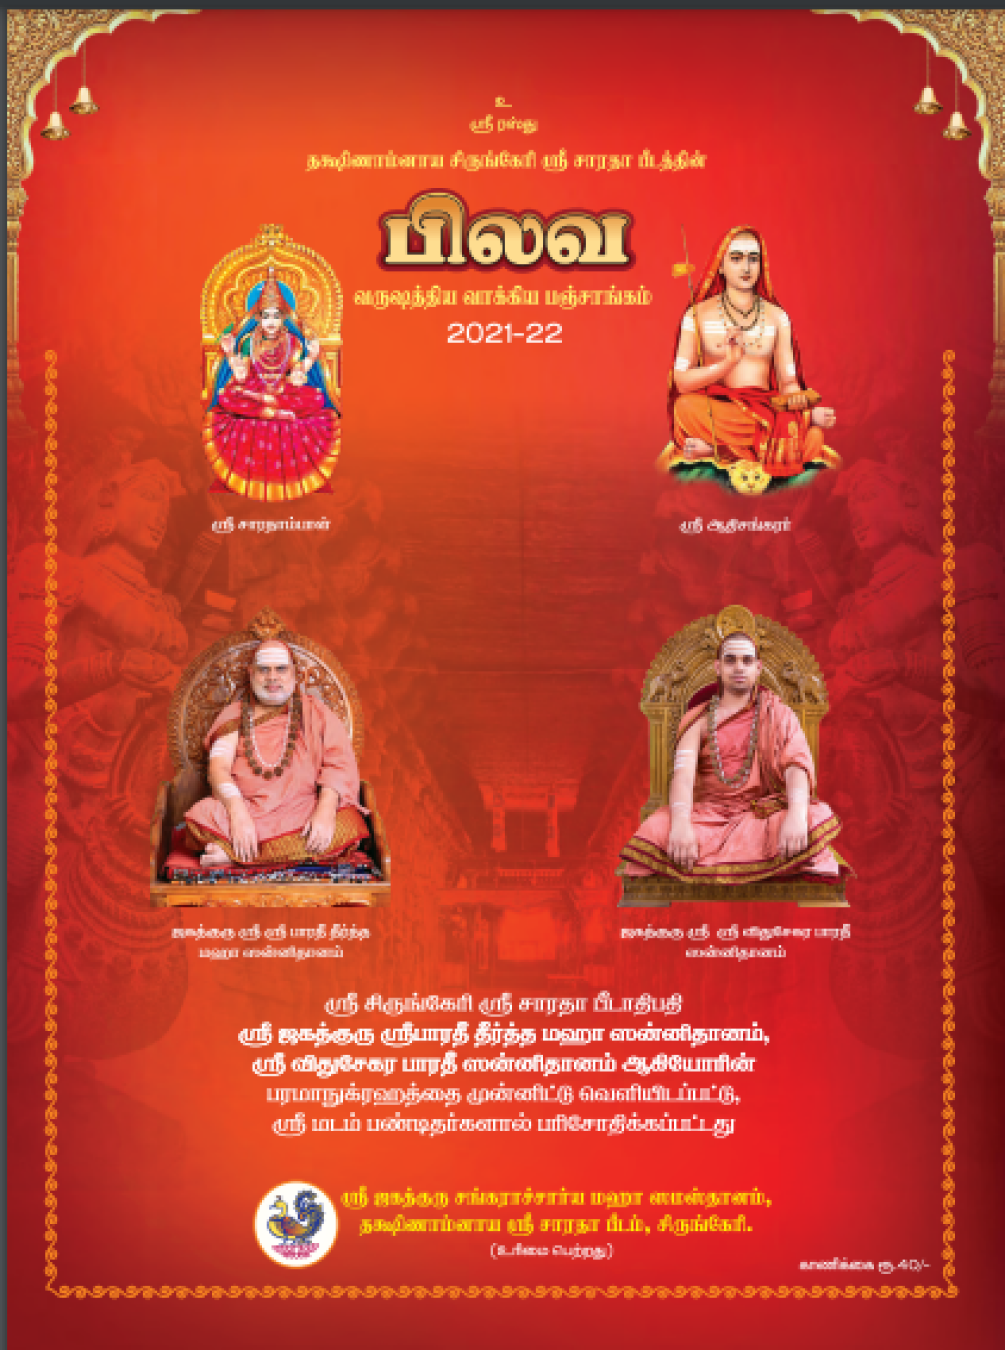 உ
ஸ்ரீ ரஸ்து
தக்ஷிணாம்னாய சிருங்கேரி ஸ்ரீ சாரதா பீடத்தின்
பிலவ
வருஷத்திய வாக்கிய பஞ்சாங்கம்
2021-22
ஸ்ரீ சாரதாம்பாள்
ஸ்ரீ ஆதிசங்கரர்
ஜகத்குரு ஸ்ரீ ஸ்ரீ பாரதீ தீர்த்த
மஹா ஸன்னிதானம்
ஜகத்குரு ஸ்ரீ ஸ்ரீ விதுசேகர பாரதீ
ஸன்னிதானம்
ஸ்ரீ சிருங்கேரி ஸ்ரீ சாரதா பீடாதிபதி
ஸ்ரீ ஜகத்குரு ஸ்ரீபாரதீ தீர்த்த மஹா ஸன்னிதானம்,
ஸ்ரீ விதுசேகர பாரதீ ஸன்னிதானம் ஆகியோரின்
பரமாநுக்ரஹத்தை முன்னிட்டு வெளியிடப்பட்டு,
ஸ்ரீ மடம் பண்டிதர்களால் பரிசோதிக்கப்பட்டது
ஸ்ரீ ஜகத்குரு சங்கராச்சார்ய மஹா ஸமஸ்தானம்,
தக்ஷிணாம்னாய ஸ்ரீ சாரதா பீடம், சிருங்கேரி.
(உரிமை பெற்றது)
காணிக்கை ரூ.40/-